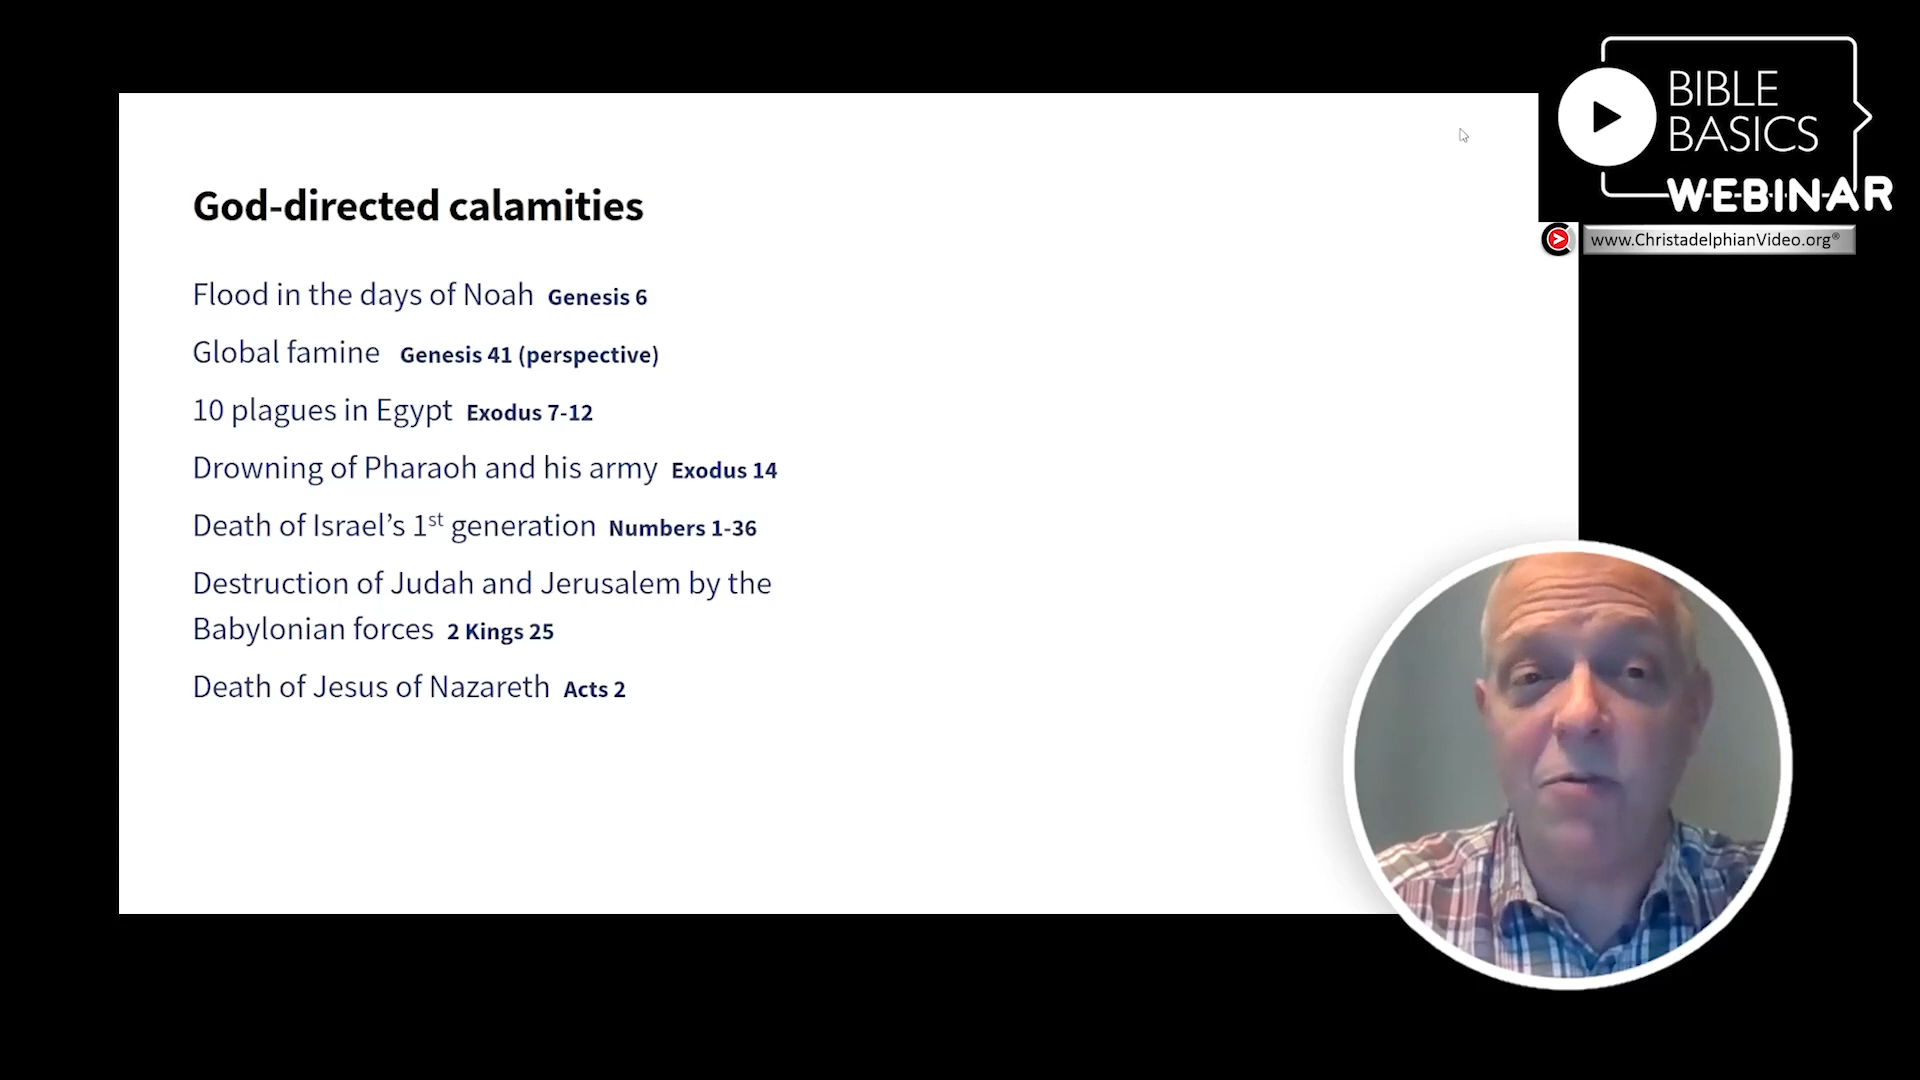 BIBLE
BASICS
WEBINAR
www.ChristadelphianVideo.org®
God-directed calamities
Flood in the days of Noah Genesis 6
Global famine Genesis 41 (perspective)
10 plagues in Egypt Exodus 7-12
Drowning of Pharaoh and his army Exodus 14
Death of Israel’s 1st generation Numbers 1-36
Destruction of Judah and Jerusalem by the
Babylonian forces 2 Kings 25
Death of Jesus of Nazareth Acts 2